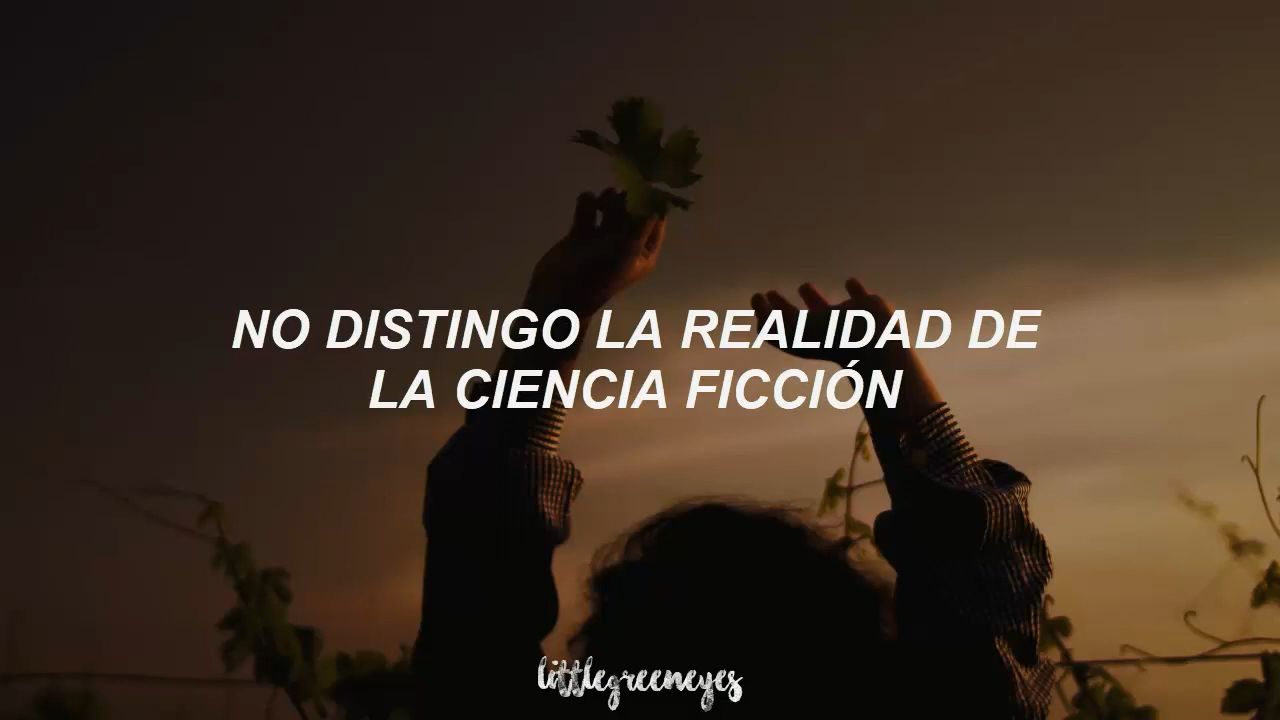 NO DISTINGO LA REALIDAD DE
LA CIENCIA FICCIÓN
littlegreeneyes